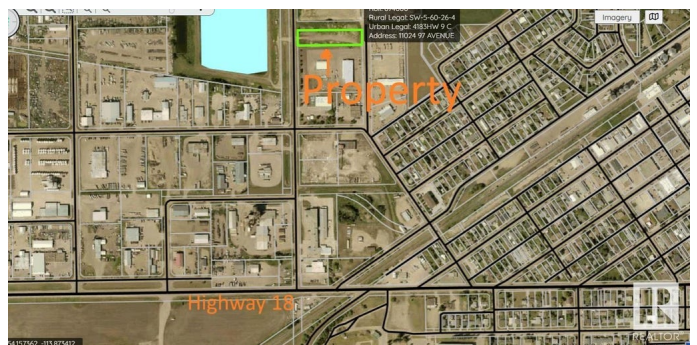 Rural Legal: SW-5-60-26-4
Urban Legal: 4183HW 9 C
Address: 11024 97 AVENUE
Imagery
Property
Highway 18
REALTOR